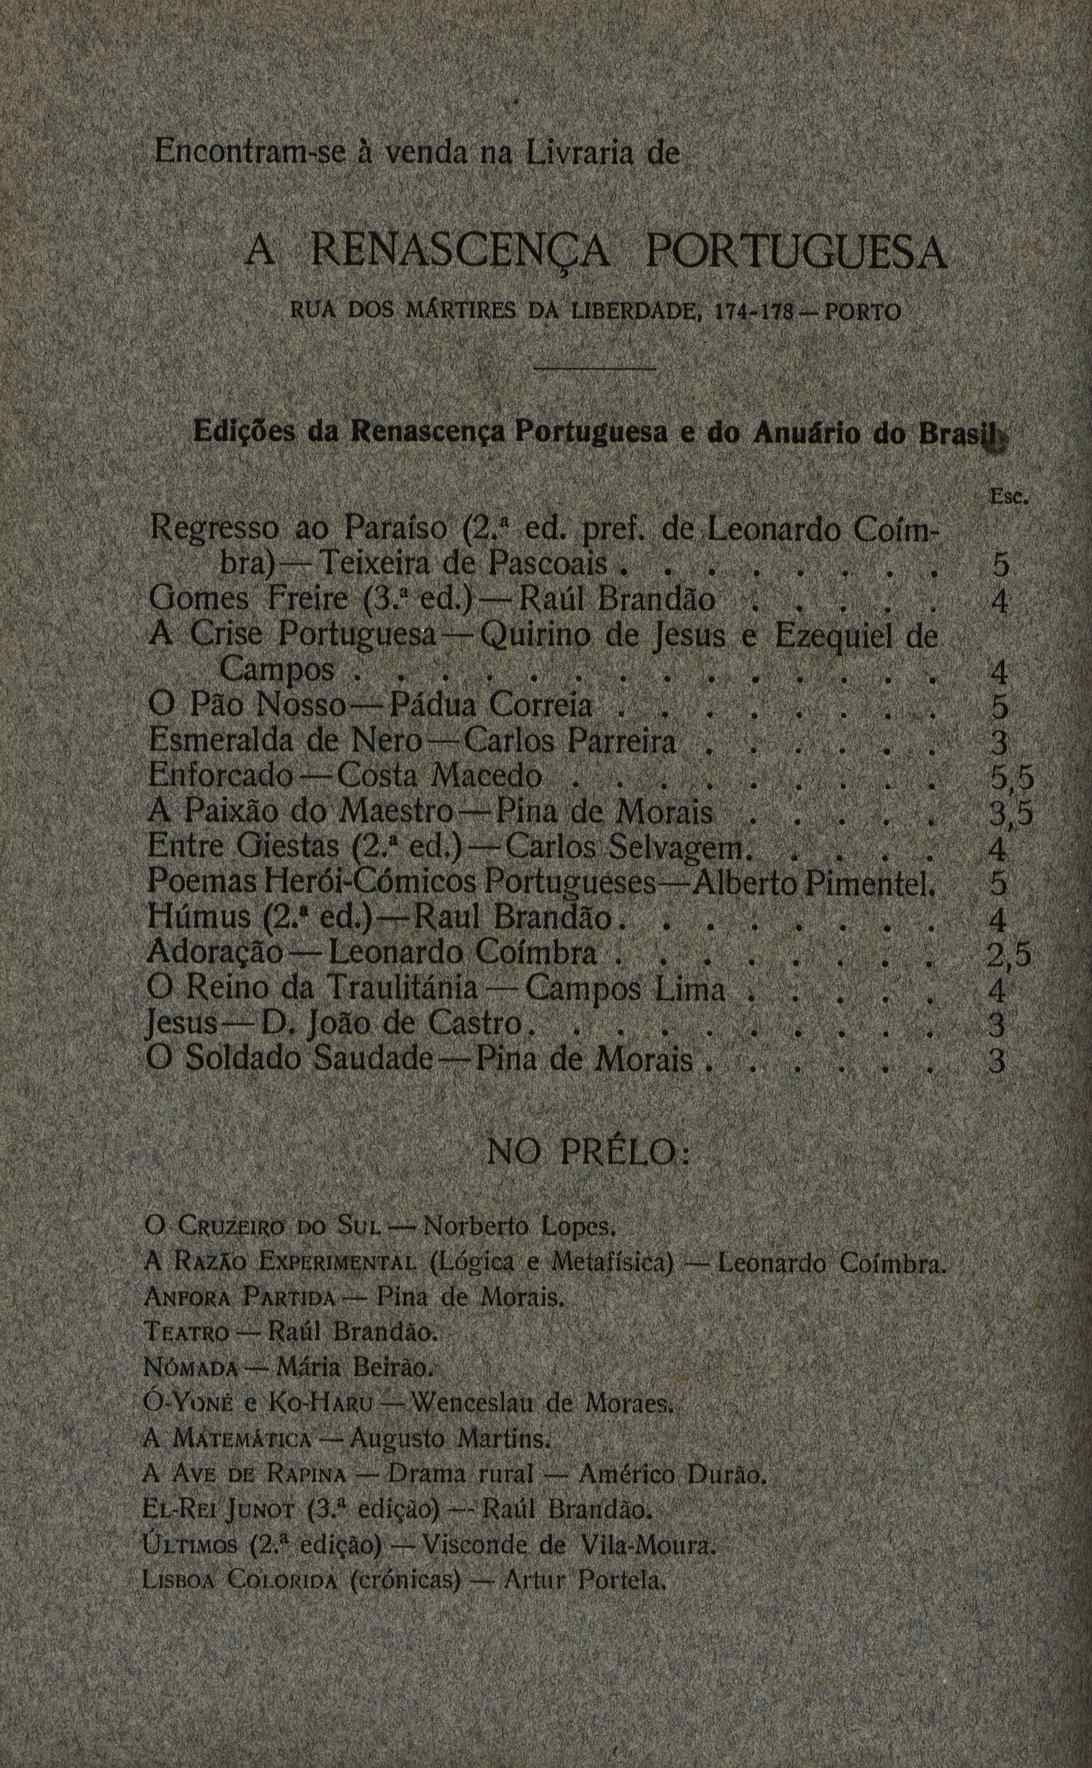 Encontram-se à venda na Livraria de
A RENASCENÇA PORTUGUESA
RUA DOS MÁRTIRES DA LIBERDADE, 174-178 — PORTO
Edições da Renascença Portuguesa e do Anuário do Brasil
Esc.
Regresso ao Paraíso (2.ª ed. pref. de Leonardo Coím-
bra) — Teixeira de Pascoais . . . . . . . . 5
Gomes Freire (3.ª ed.) — Raúl Brandão . . . . . 4
A Crise Portuguesa — Quirino de Jesus e Ezequiel de
Campos . . . . . . . . . . . . . . 4
O Pão Nosso — Pádua Correia . . . . . . . . 5
Esmeralda de Nero — Carlos Parreira . . . . . . 3
Enforcado — Costa Macedo . . . . . . . . . 5,5
A Paixão do Maestro — Pina de Morais . . . . . 3,5
Entre Giestas (2.ª ed.) — Carlos Selvagem. . . . . 4
Poemas Herói-Cómicos Portugueses — Alberto Pimentel. 5
Húmus (2.ª ed.) — Raul Brandão . . . . . . . . 4
Adoração — Leonardo Coímbra . . . . . . . . 2,5
O Reino da Traulitánia — Campos Lima . . . . . 4
Jesus — D. João de Castro . . . . . . . . . . 3
O Soldado Saudade — Pina de Morais . . . . . . 3
NO PRÉLO:
O CRUZEIRO DO SUL — Norberto Lopes.
A RAZÃO EXPERIMENTAL (Lógica e Metafísica) — Leonardo Coímbra.
ANFORA PARTIDA — Pina de Morais.
TEATRO — Raúl Brandão.
NÓMADA — Mária Beirão.
Ó-YONÉ e KO-HARU — Wenceslau de Moraes.
A MATEMÁTICA — Augusto Martins.
A AVE DE RAPINA — Drama rural — Américo Durão.
EL-REI JUNOT (3.ª edição) — Raúl Brandão.
ÚLTIMOS (2.ª edição) — Visconde de Vila-Moura.
LISBOA COLORIDA (crónicas) — Artur Portela.